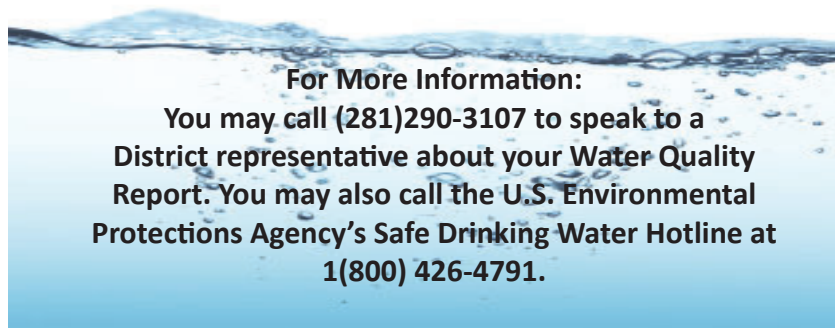 For More Information:
You may call (281)290-3107 to speak to a
District representative about your Water Quality
Report. You may also call the U.S. Environmental
Protections Agency’s Safe Drinking Water Hotline at
1(800) 426-4791.